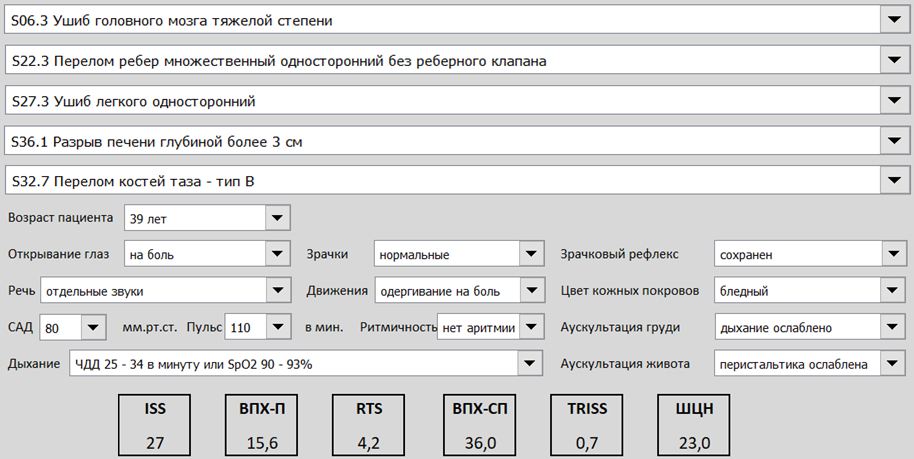 S06.3 Ушиб головного мозга тяжелой степени
S22.3 Перелом ребер множественный односторонний без реберного клапана
S27.3 Ушиб легкого односторонний
S36.1 Разрыв печени глубиной более 3 см
S32.7 Перелом костей таза - тип В
Возраст пациента 39 лет
Открывание глаз на боль Зрачки нормальные Зрачковый рефлекс сохранен
Речь отдельные звуки Движения одергивание на боль Цвет кожных покровов бледный
САД 80 мм.рт.ст. Пульс 110 в мин. Ритмичность нет аритмии Аускультация груди дыхание ослаблено
Дыхание ЧДД 25 - 34 в минуту или SpO2 90 - 93% Аускультация живота перистальтика ослаблена
ISS ВПХ-П RTS ВПХ-СП TRISS ШЦН
27 15,6 4,2 36,0 0,7 23,0